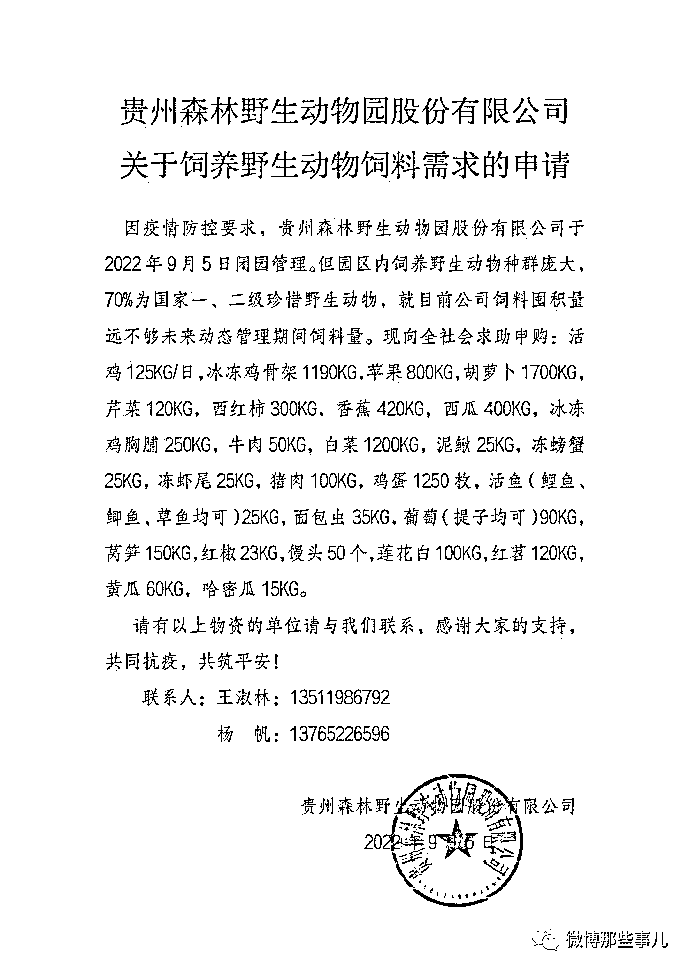 贵州森林野生动物园股份有限公司
关于饲养野生动物饲料需求的申请
因疫情防控要求，贵州森林野生动物园股份有限公司于
2022年9月5日闭园管理。但园区内饲养野生动物种群庞大，
70%为国家一、二级珍惜野生动物，就目前公司饲料囤积量
远不够未来动态管理期间饲料量。现向全社会求助申购：活
鸡125KG/日，冰冻鸡骨架1190KG，苹果800KG，胡萝卜1700KG，
芹菜120KG，西红柿300KG，香蕉420KG，西瓜400KG，冰冻
鸡胸脯250KG，牛肉50KG，白菜1200KG，泥鳅25KG，冻螃蟹
25KG，冻虾尾25KG，猪肉100KG，鸡蛋1250枚，活鱼（鲤鱼、
鲫鱼、草鱼均可）25KG，面包虫35KG，葡萄（提子均可）90KG，
莴笋150KG，红椒23KG，馒头50个，莲花白100KG，红苕120KG，
黄瓜60KG，哈密瓜15KG。
请有以上物资的单位请与我们联系，感谢大家的支持，
共同抗疫，共筑平安！
联系人：王淑林：13511986792
杨 帆：13765226596
贵州森林野生动物园股份有限公司
2022年9月5日
贵州森林野生动物园股份有限公司
微博那些事儿